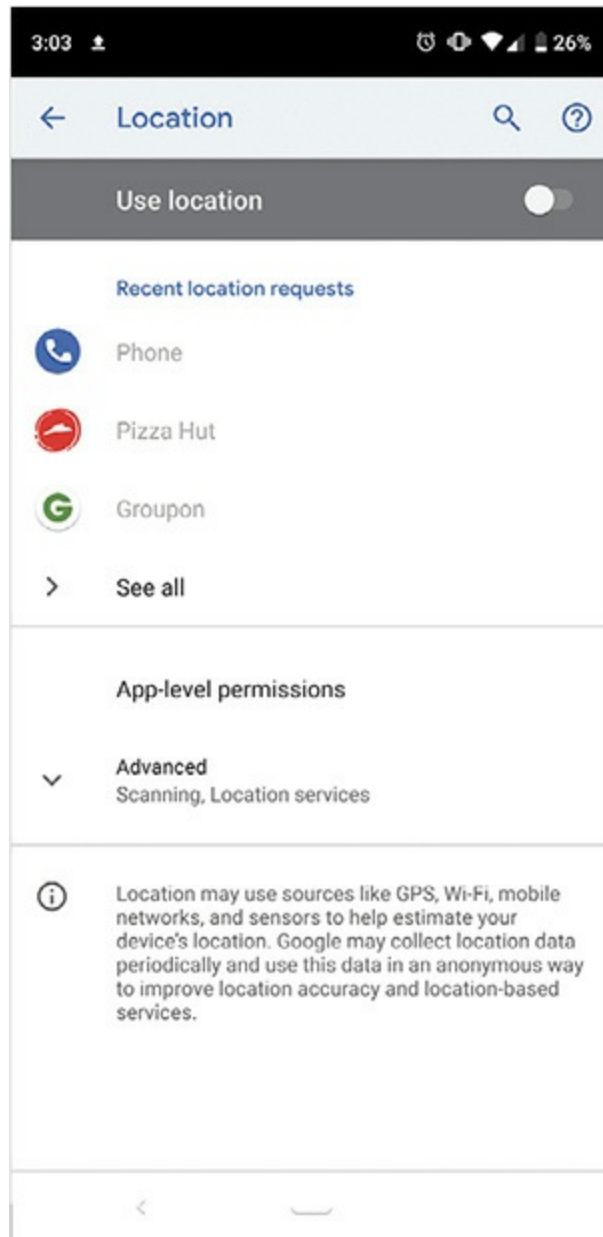 3:03 26%
Location
Use location
Recent location requests
Phone
Pizza Hut
G Groupon
See all
App-level permissions
Advanced
Scanning, Location services
Location may use sources like GPS, Wi-Fi, mobile
networks, and sensors to help estimate your
device's location. Google may collect location data
periodically and use this data in an anonymous way
to improve location accuracy and location-based
services.